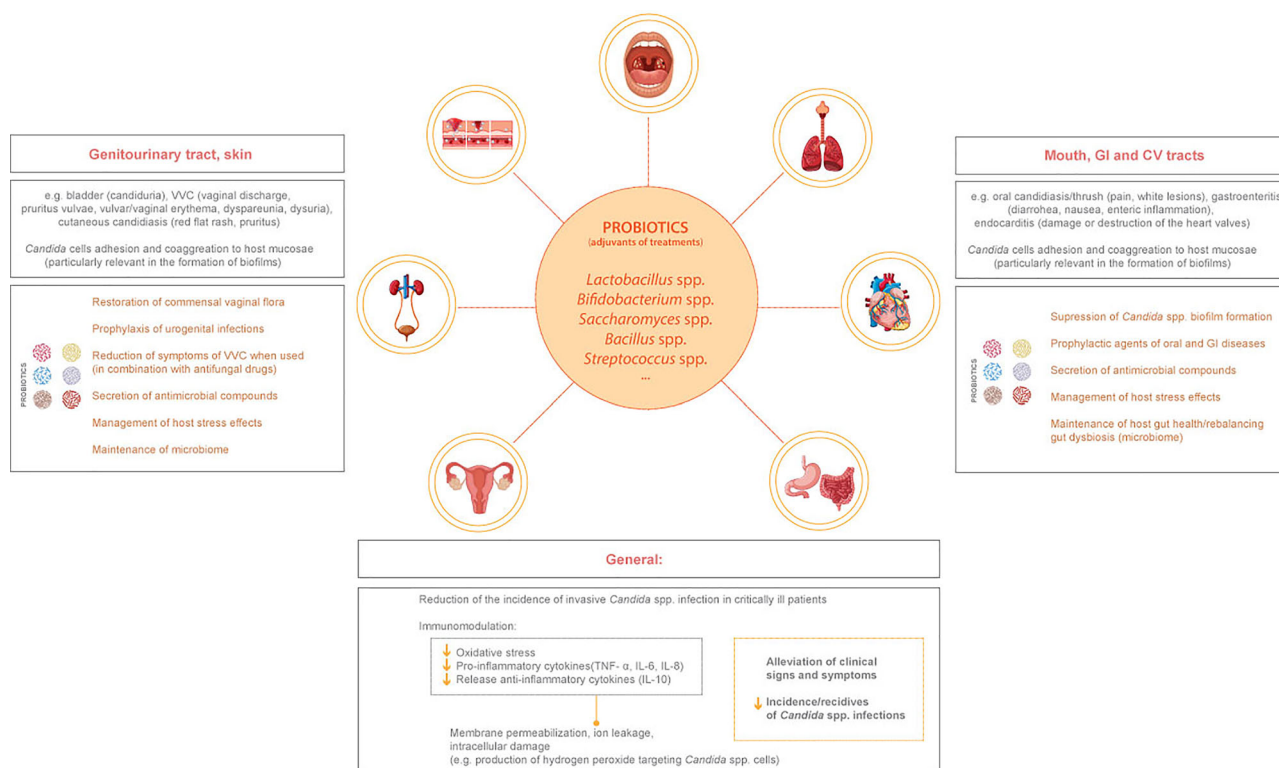 Genitourinary tract, skin
e.g. bladder (candiduria), VVC (vaginal discharge,
pruritus vulvae, vulvar/vaginal erythema, dyspareunia, dysuria),
cutaneous candidiasis (red flat rash, pruritus)
Candida cells adhesion and coaggregation to host mucosae
(particularly relevant in the formation of biofilms)
PROBIOTICS
Restoration of commensal vaginal flora
Prophylaxis of urogenital infections
Reduction of symptoms of VVC when used
(in combination with antifungal drugs)
Secretion of antimicrobial compounds
Management of host stress effects
Maintenance of microbiome
PROBIOTICS
(adjuvants of treatments)
Lactobacillus spp.
Bifidobacterium spp.
Saccharomyces spp.
Bacillus spp.
Streptococcus spp.
...
Mouth, GI and CV tracts
e.g. oral candidiasis/thrush (pain, white lesions), gastroenteritis
(diarrohea, nausea, enteric inflammation),
endocarditis (damage or destruction of the heart valves)
Candida cells adhesion and coaggregation to host mucosae
(particularly relevant in the formation of biofilms)
PROBIOTICS
Supression of Candida spp. biofilm formation
Prophylactic agents of oral and GI diseases
Secretion of antimicrobial compounds
Management of host stress effects
Maintenance of host gut health/rebalancing
gut dysbiosis (microbiome)
General:
Reduction of the incidence of invasive Candida spp. infection in critically ill patients
Immunomodulation:
↓ Oxidative stress
↓ Pro-inflammatory cytokines(TNF- α, IL-6, IL-8)
↓ Release anti-inflammatory cytokines (IL-10)
Membrane permeabilization, ion leakage,
intracellular damage
(e.g. production of hydrogen peroxide targeting Candida spp. cells)
Alleviation of clinical
signs and symptoms
↓ Incidence/recidives
of Candida spp. infections